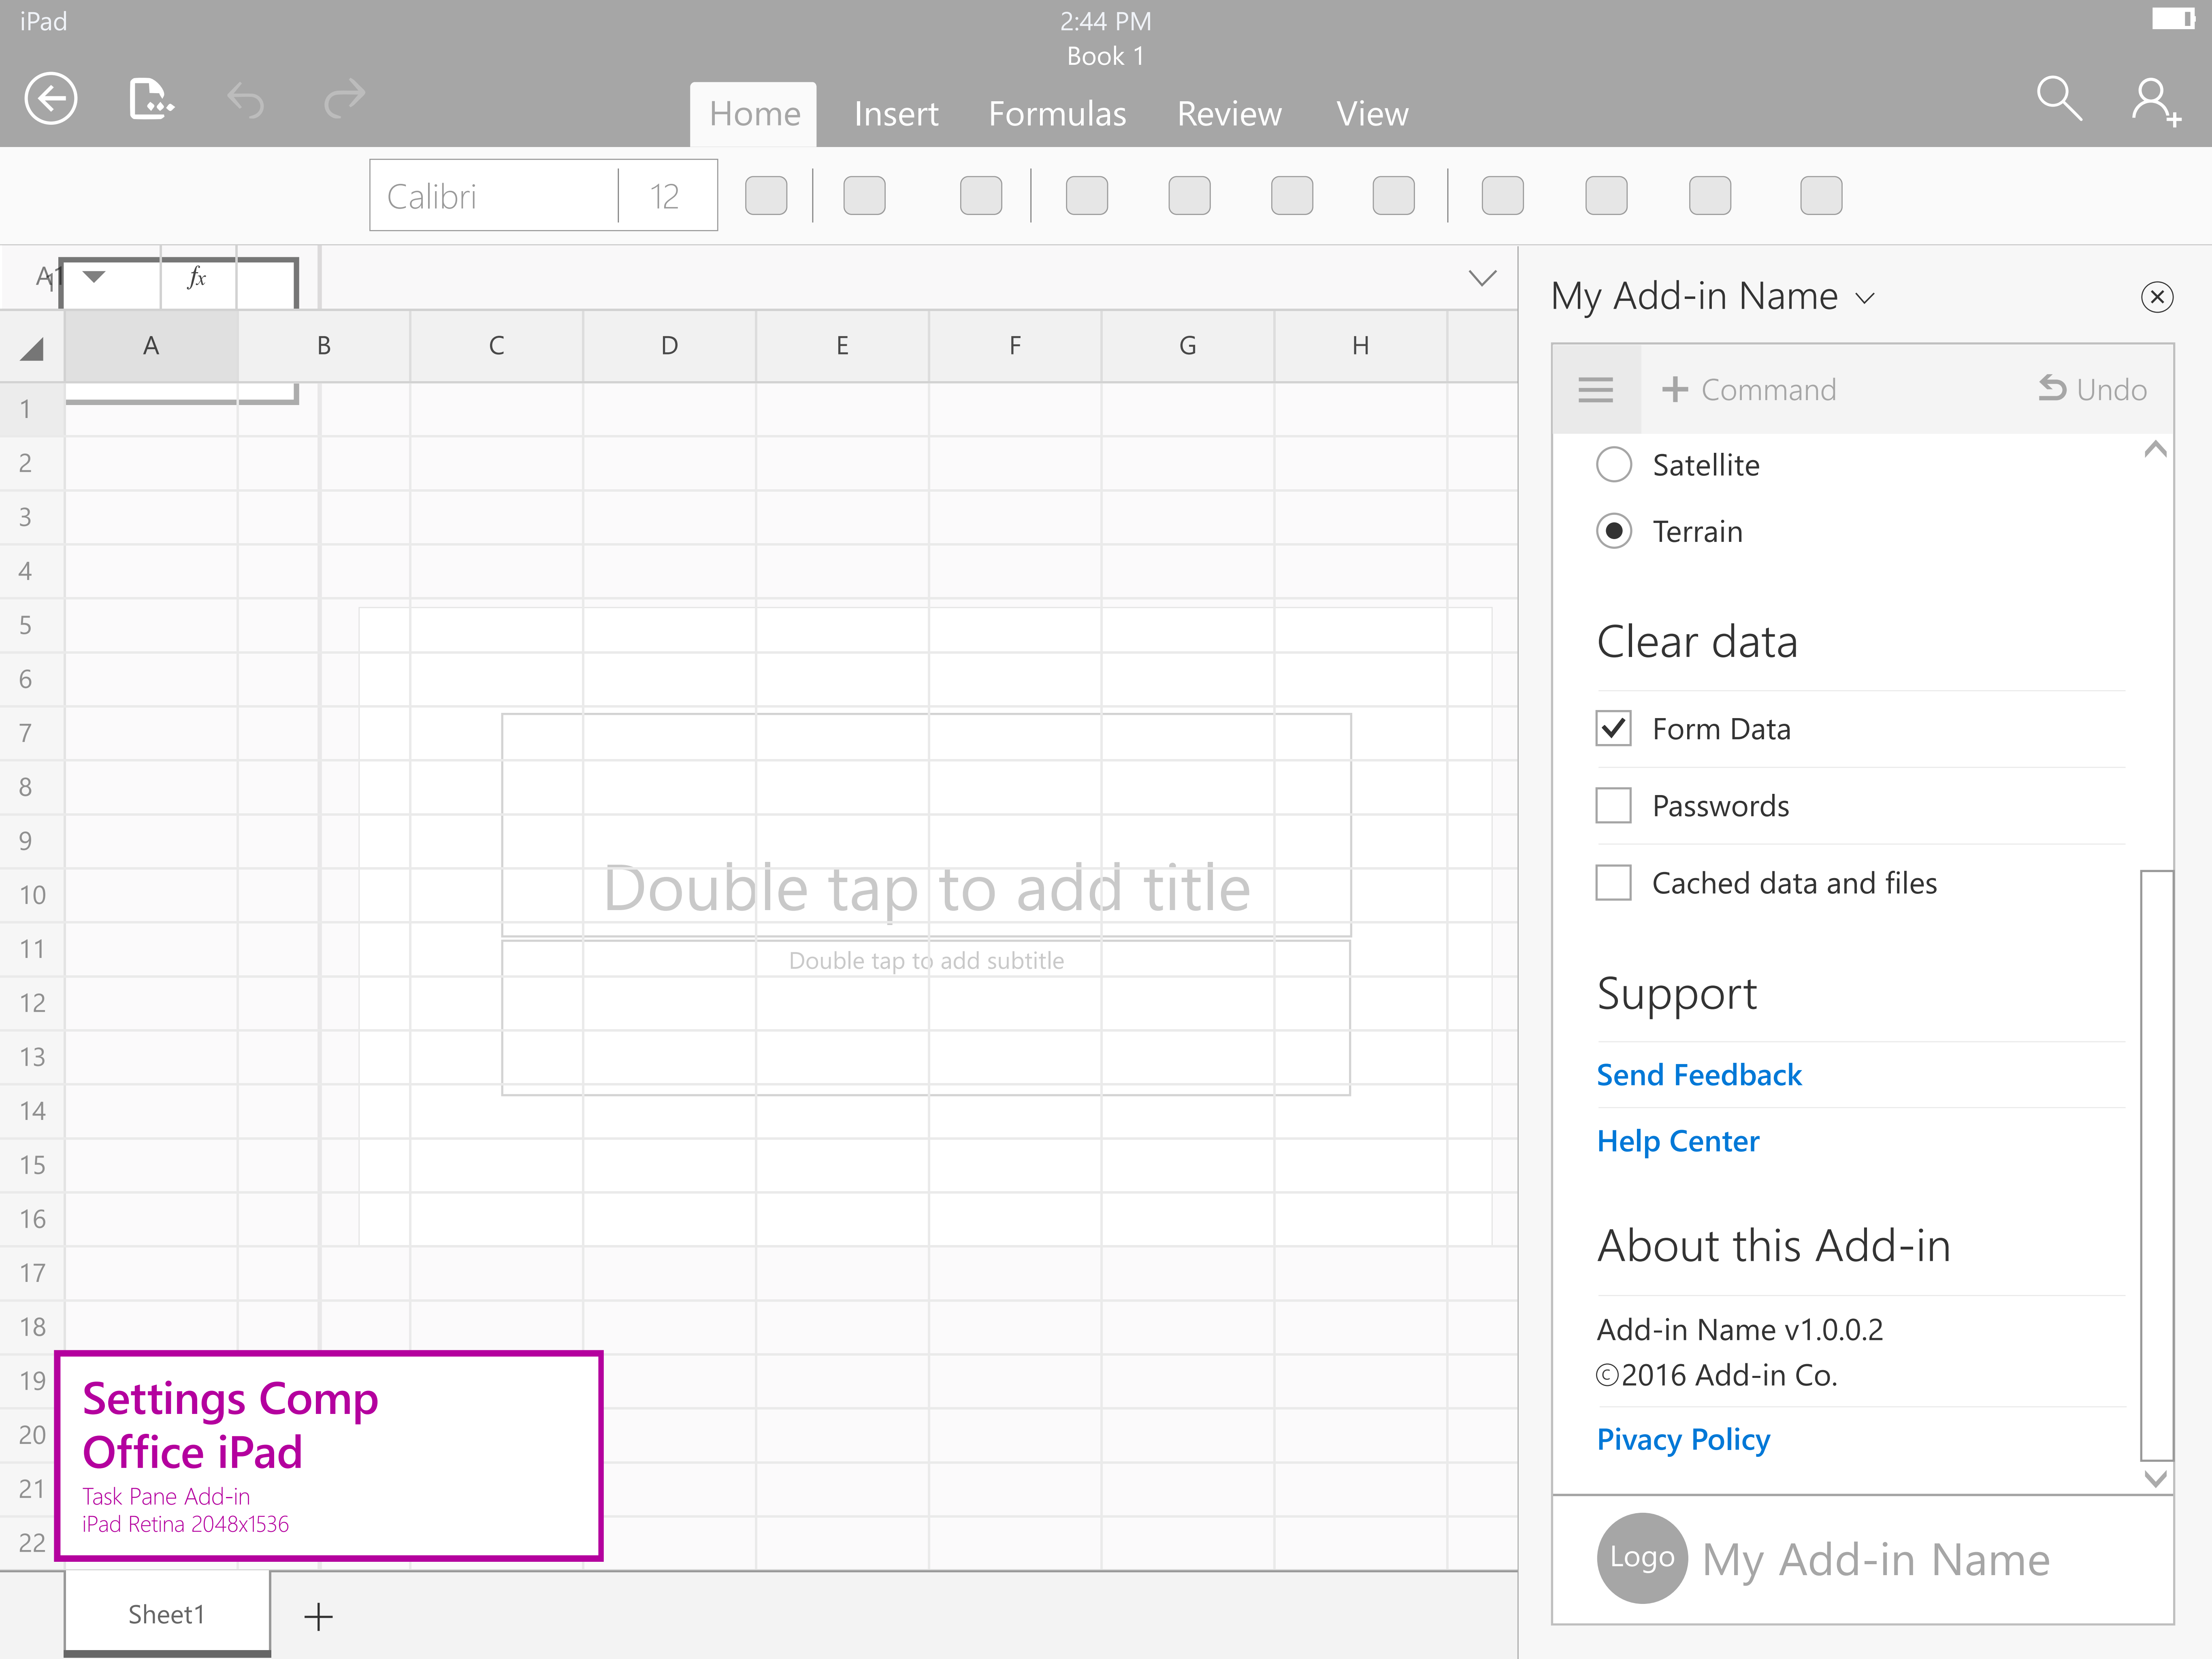 iPad
2:44 PM
Book 1
Home Insert Formulas Review View
Calibri 12
A1 fx
1
My Add-in Name
A B C D E F G H
Command Undo
1
2
3
4
5
6
7
8
9
10
11
12
13
14
15
16
17
18
19
20
21
22
Double tap to add title
Double tap to add subtitle
Satellite
Terrain
Clear data
Form Data
Passwords
Cached data and files
Support
Send Feedback
Help Center
About this Add-in
Add-in Name v1.0.0.2
©2016 Add-in Co.
Pivacy Policy
Logo My Add-in Name
Settings Comp
Office iPad
Task Pane Add-in
iPad Retina 2048x1536
Sheet1